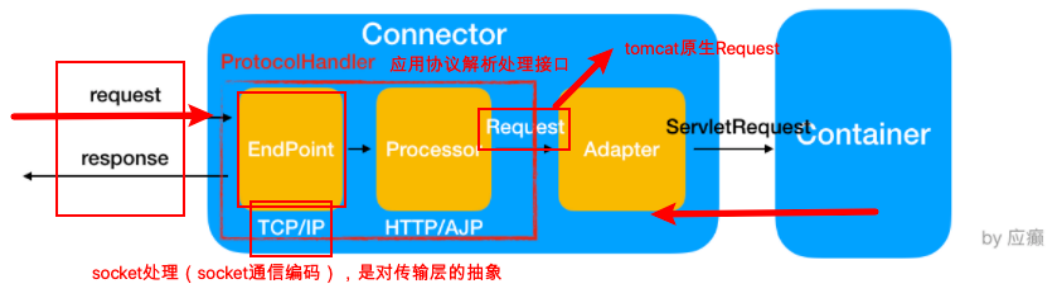 Connector
tomcat原生Request
ProtocolHandler 应用协议解析处理接口
request
response
EndPoint
Processor
Request
Adapter
ServletRequest
Container
TCP/IP
HTTP/AJP
by 应癫
socket处理（socket通信编码），是对传输层的抽象